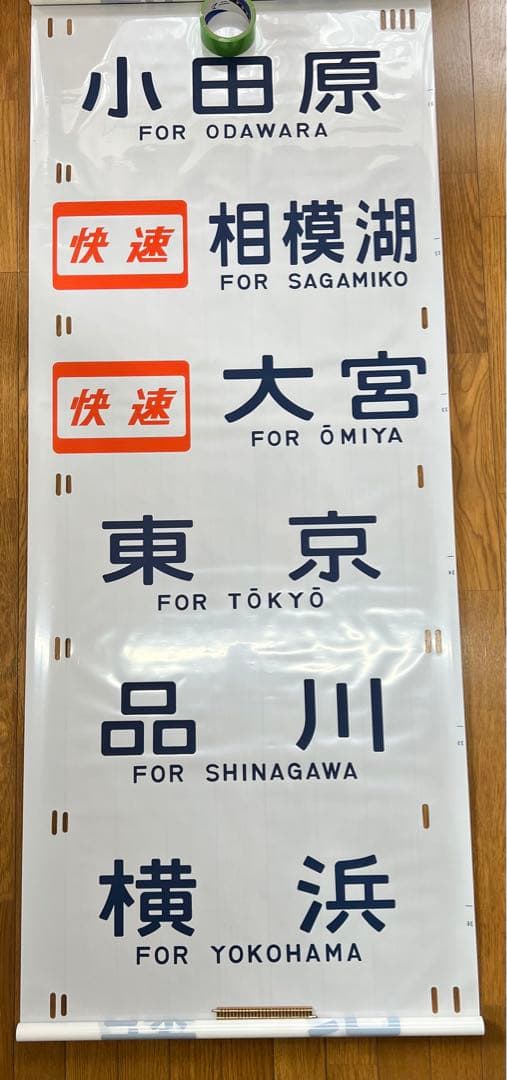 小田原
FOR ODAWARA
快速 相模湖
FOR SAGAMIKO
快速 大宮
FOR ŌMIYA
東京
FOR TŌKYŌ
品川
FOR SHINAGAWA
横浜
FOR YOKOHAMA